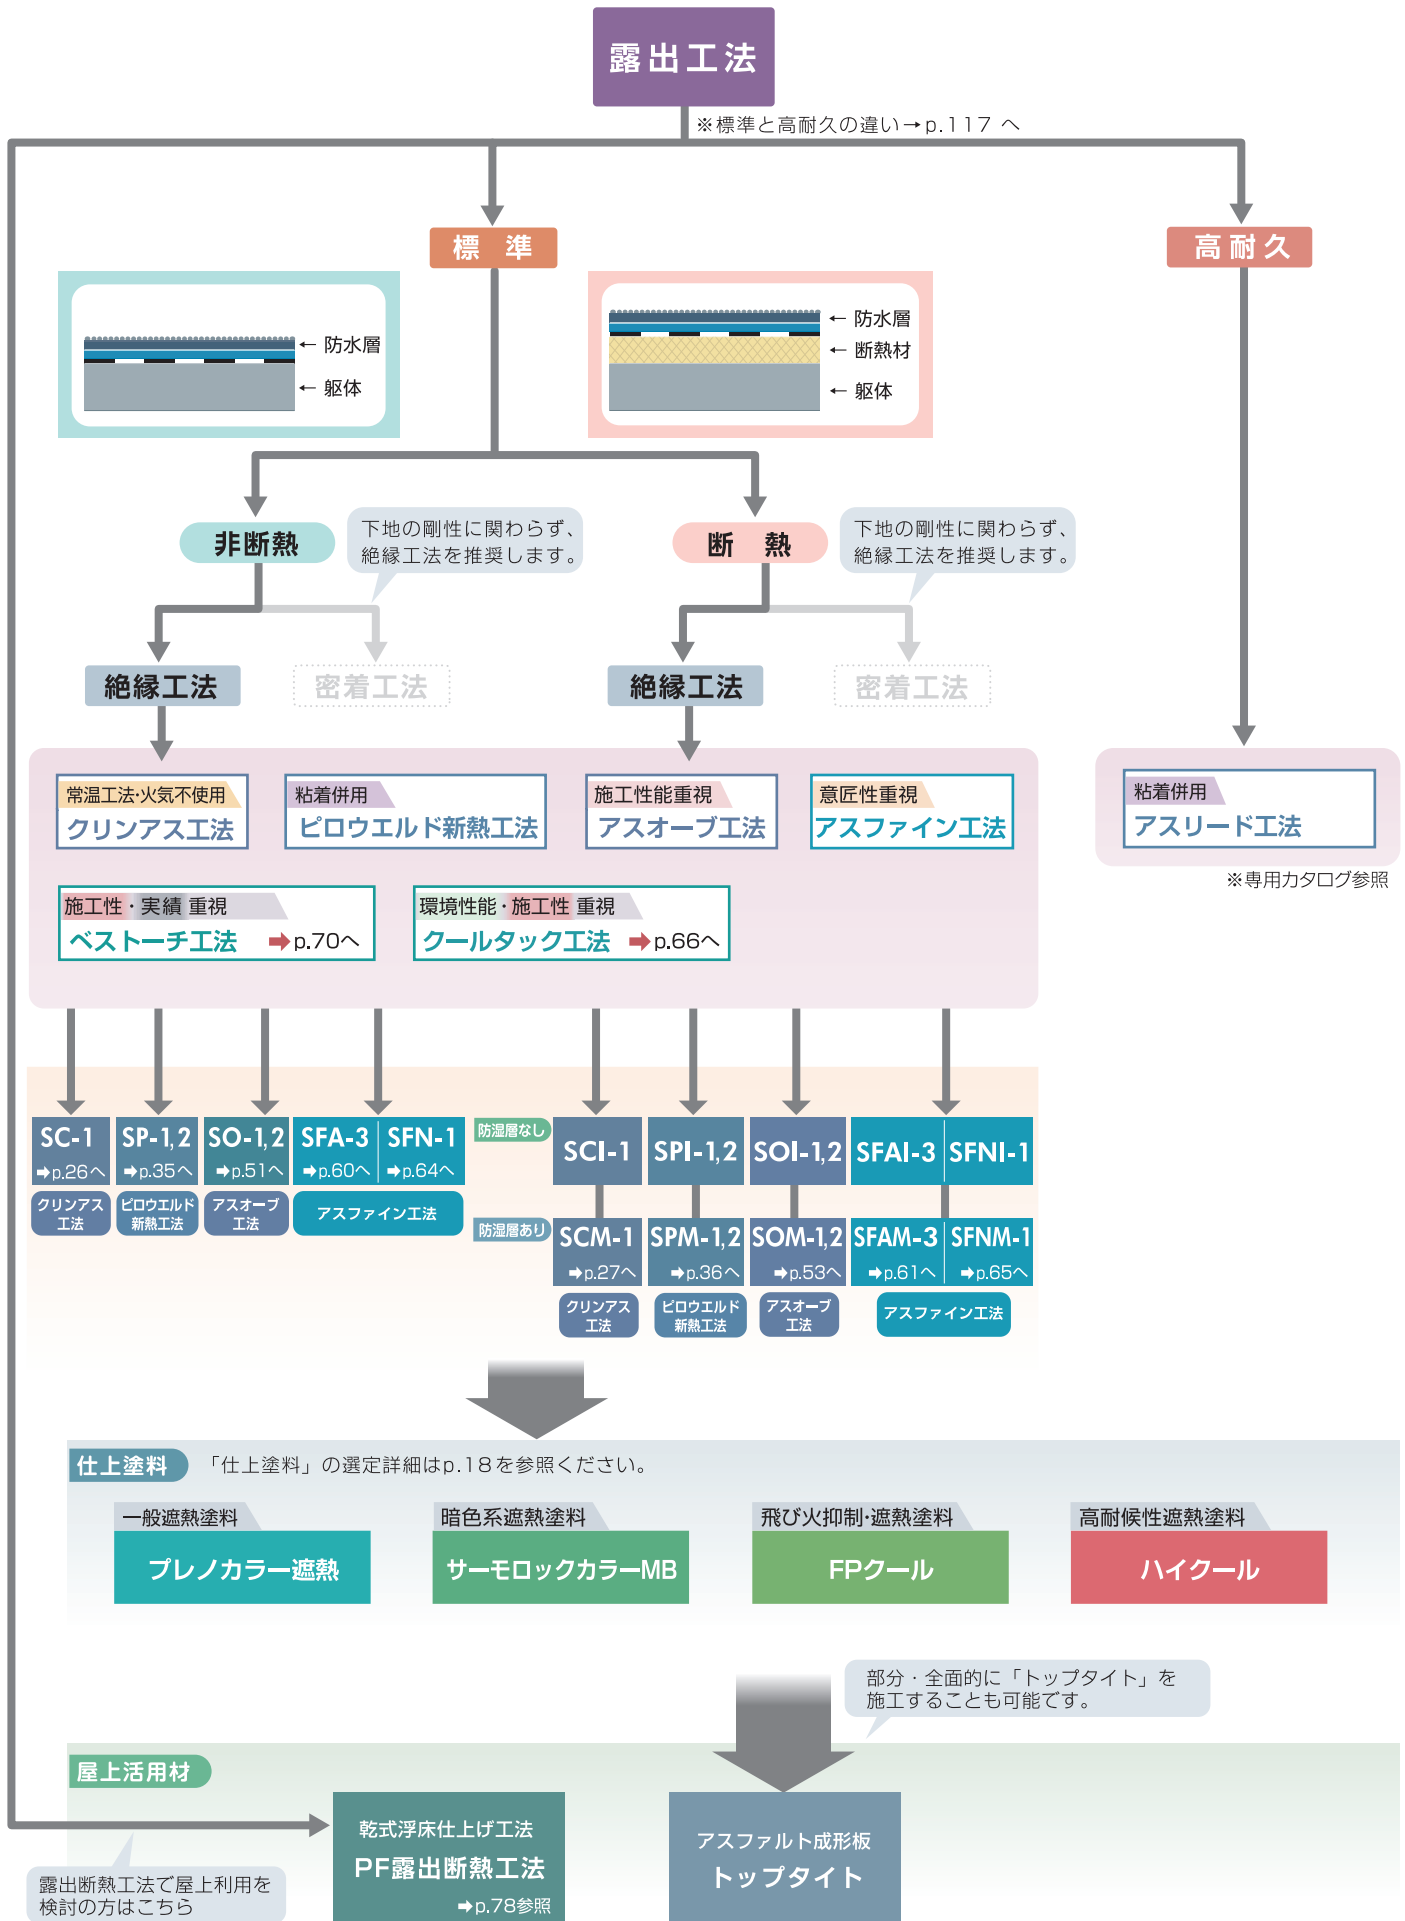 露出工法
※標準と高耐久の違い→p.117 へ
標 準
高耐久
← 防水層
← 躯体
← 防水層
← 断熱材
← 躯体
非断熱
下地の剛性に関わらず、
絶縁工法を推奨します。
断 熱
下地の剛性に関わらず、
絶縁工法を推奨します。
絶縁工法
密着工法
絶縁工法
密着工法
常温工法・火気不使用
クリンアス工法
粘着併用
ピロウエルド新熱工法
施工性能重視
アスオーブ工法
意匠性重視
アスファイン工法
粘着併用
アスリード工法
※専用カタログ参照
施工性・実績 重視
ベストーチ工法 ➡p.70へ
環境性能・施工性 重視
クールタック工法 ➡p.66へ
SC-1
➡p.26へ
クリンアス
工法
SP-1,2
➡p.35へ
ピロウエルド
新熱工法
SO-1,2
➡p.51へ
アスオーブ
工法
SFA-3
➡p.60へ
SFN-1
➡p.64へ
アスファイン工法
防湿層なし
SCI-1
SPI-1,2
SOI-1,2
SFAI-3
SFNI-1
防湿層あり
SCM-1
➡p.27へ
クリンアス
工法
SPM-1,2
➡p.36へ
ピロウエルド
新熱工法
SOM-1,2
➡p.53へ
アスオーブ
工法
SFAM-3
➡p.61へ
SFNM-1
➡p.65へ
アスファイン工法
仕上塗料
「仕上塗料」の選定詳細はp.18を参照ください。
一般遮熱塗料
プレノカラー遮熱
暗色系遮熱塗料
サーモロックカラーMB
飛び火抑制・遮熱塗料
FPクール
高耐候性遮熱塗料
ハイクール
部分・全面的に「トップタイト」を
施工することも可能です。
屋上活用材
乾式浮床仕上げ工法
PF露出断熱工法
➡p.78参照
アスファルト成形板
トップタイト
露出断熱工法で屋上利用を
検討の方はこちら